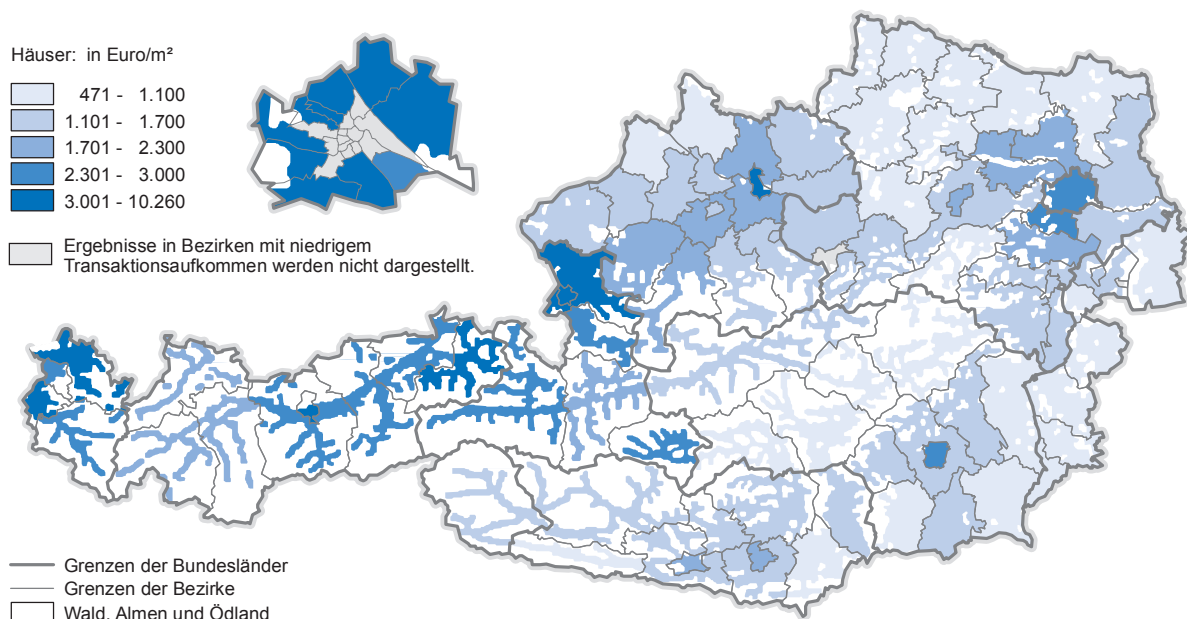 Häuser: in Euro/m²
471 - 1.100
1.101 - 1.700
1.701 - 2.300
2.301 - 3.000
3.001 - 10.260
Ergebnisse in Bezirken mit niedrigem
Transaktionsaufkommen werden nicht dargestellt.
Grenzen der Bundesländer
Grenzen der Bezirke
Wald, Almen und Ödland